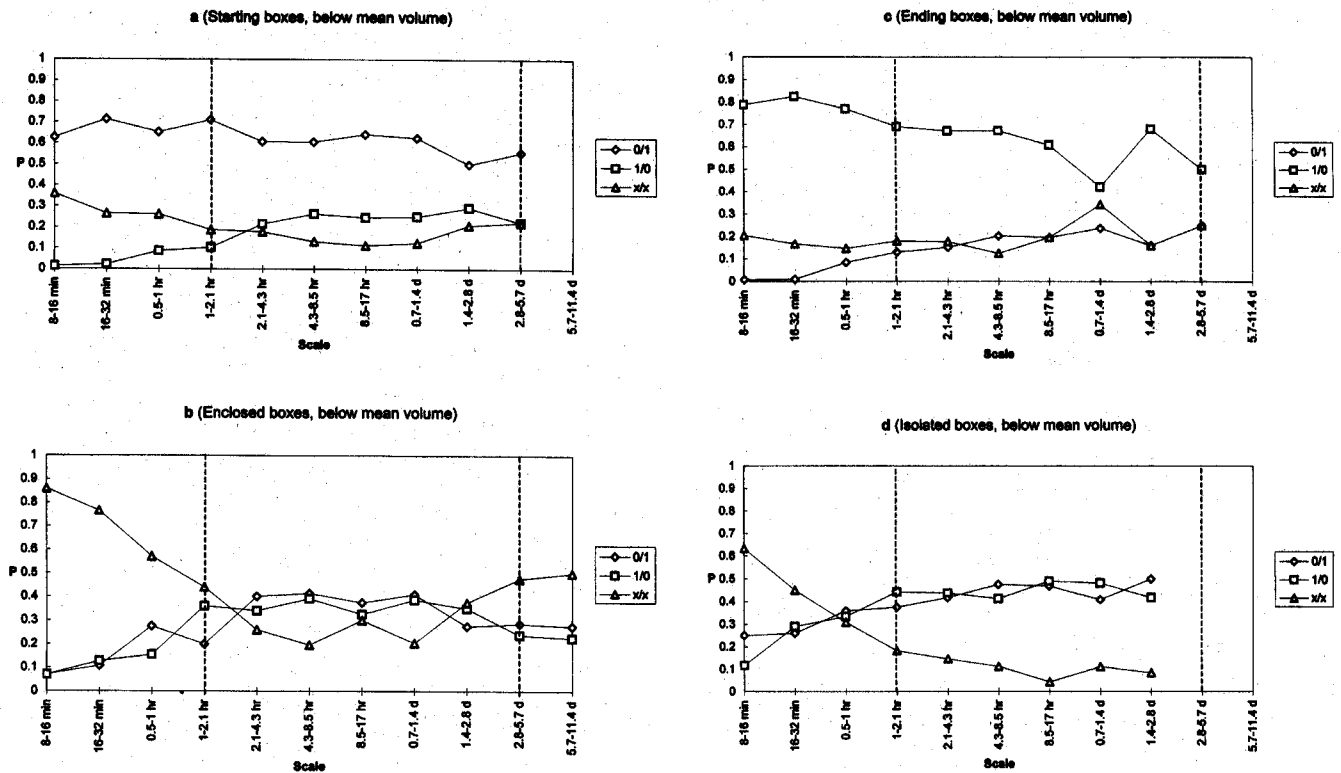 a (Starting boxes, below mean volume)
1
0.9
0.8
0.7
0.6
P 0.5
0.4
0.3
0.2
0.1
0
8-16 min
16-32 min
0.5-1 hr
1-2.1 hr
2.1-4.3 hr
4.3-8.5 hr
8.5-17 hr
0.7-1.4 d
1.4-2.8 d
2.8-5.7 d
5.7-11.4 d
Scale
0/1
1/0
x/x
b (Enclosed boxes, below mean volume)
1
0.9
0.8
0.7
0.6
P 0.5
0.4
0.3
0.2
0.1
0
8-16 min
16-32 min
0.5-1 hr
1-2.1 hr
2.1-4.3 hr
4.3-8.5 hr
8.5-17 hr
0.7-1.4 d
1.4-2.8 d
2.8-5.7 d
5.7-11.4 d
Scale
0/1
1/0
x/x
c (Ending boxes, below mean volume)
1
0.9
0.8
0.7
0.6
P 0.5
0.4
0.3
0.2
0.1
0
8-16 min
16-32 min
0.5-1 hr
1-2.1 hr
2.1-4.3 hr
4.3-8.5 hr
8.5-17 hr
0.7-1.4 d
1.4-2.8 d
2.8-5.7 d
5.7-11.4 d
Scale
0/1
1/0
x/x
d (Isolated boxes, below mean volume)
1
0.9
0.8
0.7
0.6
P 0.5
0.4
0.3
0.2
0.1
0
8-16 min
16-32 min
0.5-1 hr
1-2.1 hr
2.1-4.3 hr
4.3-8.5 hr
8.5-17 hr
0.7-1.4 d
1.4-2.8 d
2.8-5.7 d
5.7-11.4 d
Scale
0/1
1/0
x/x